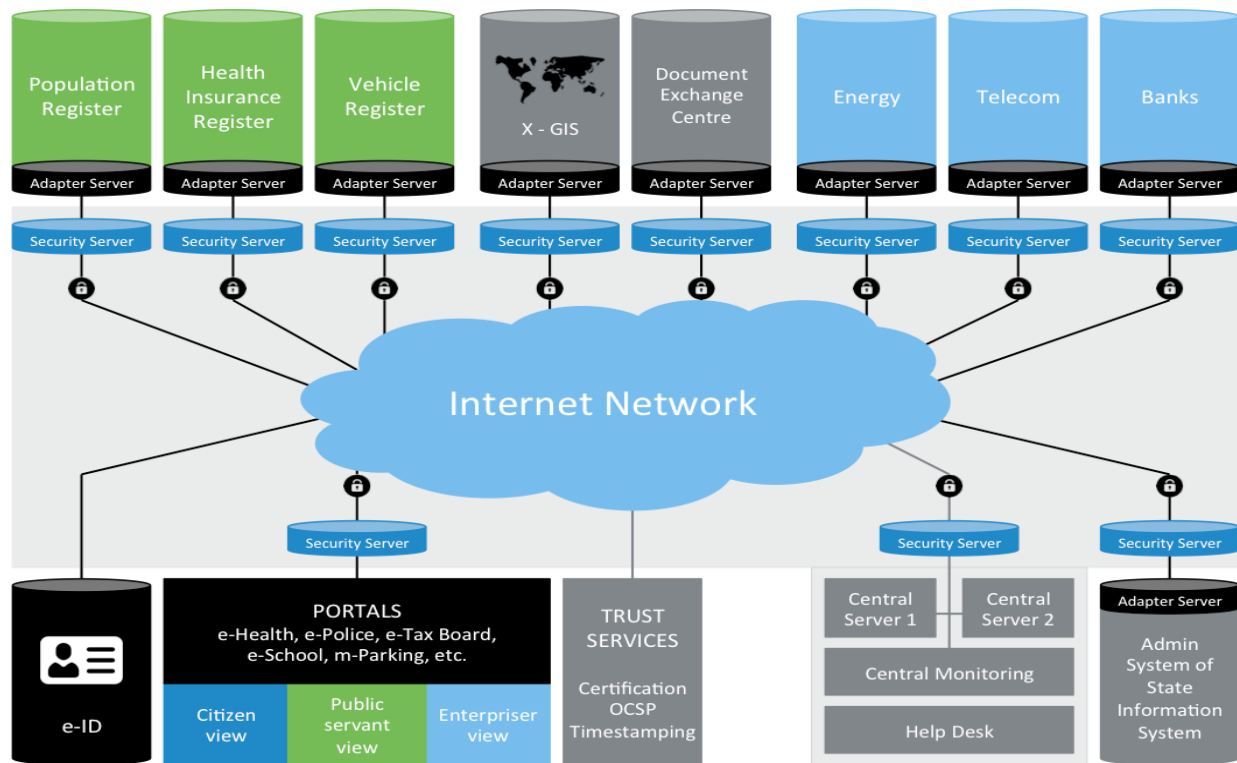 Population
Register
Health
Insurance
Register
Vehicle
Register
X - GIS
Document
Exchange
Centre
Energy
Telecom
Banks
Adapter Server
Adapter Server
Adapter Server
Adapter Server
Adapter Server
Adapter Server
Adapter Server
Adapter Server
Security Server
Security Server
Security Server
Security Server
Security Server
Security Server
Security Server
Security Server
Internet Network
Security Server
Security Server
Security Server
e-ID
PORTALS
e-Health, e-Police, e-Tax Board,
e-School, m-Parking, etc.
Citizen
view
Public
servant
view
Enterpriser
view
TRUST
SERVICES
Certification
OCSP
Timestamping
Central
Server 1
Central
Server 2
Central Monitoring
Help Desk
Adapter Server
Admin
System of
State
Information
System